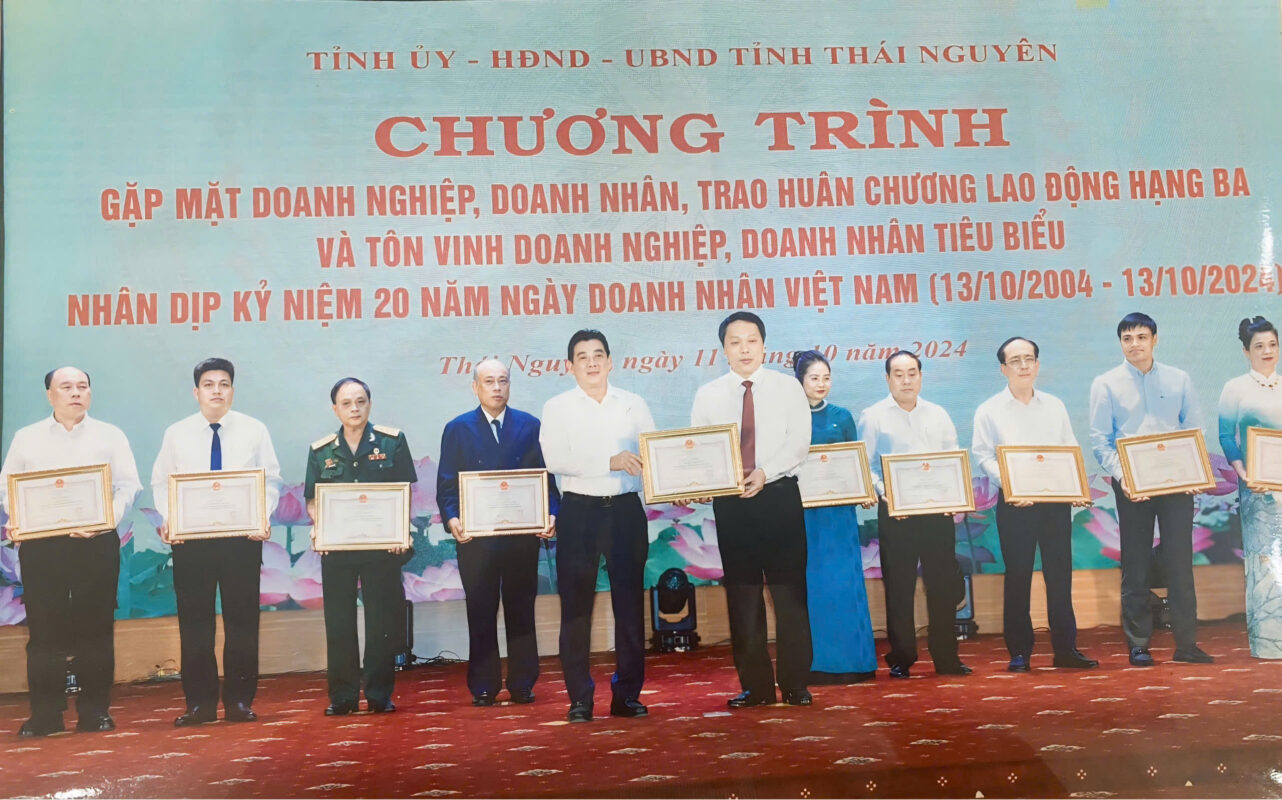 TỈNH ỦY - HĐND - UBND TỈNH THÁI NGUYÊN
CHƯƠNG TRÌNH
GẶP MẶT DOANH NGHIỆP, DOANH NHÂN, TRAO HUÂN CHƯƠNG LAO ĐỘNG HẠNG BA
VÀ TÔN VINH DOANH NGHIỆP, DOANH NHÂN TIÊU BIỂU
NHÂN DỊP KỶ NIỆM 20 NĂM NGÀY DOANH NHÂN VIỆT NAM (13/10/2004 - 13/10/2024)
ngày 11 10 năm 2024